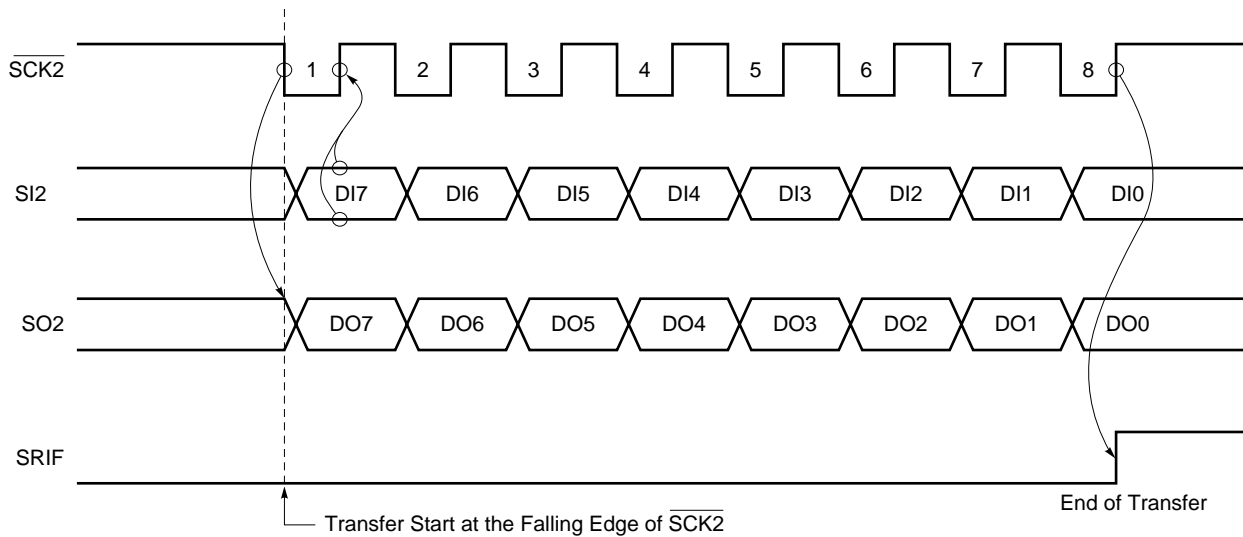 SCK2
1 2 3 4 5 6 7 8
SI2
DI7 DI6 DI5 DI4 DI3 DI2 DI1 DI0
SO2
DO7 DO6 DO5 DO4 DO3 DO2 DO1 DO0
SRIF
End of Transfer
Transfer Start at the Falling Edge of SCK2